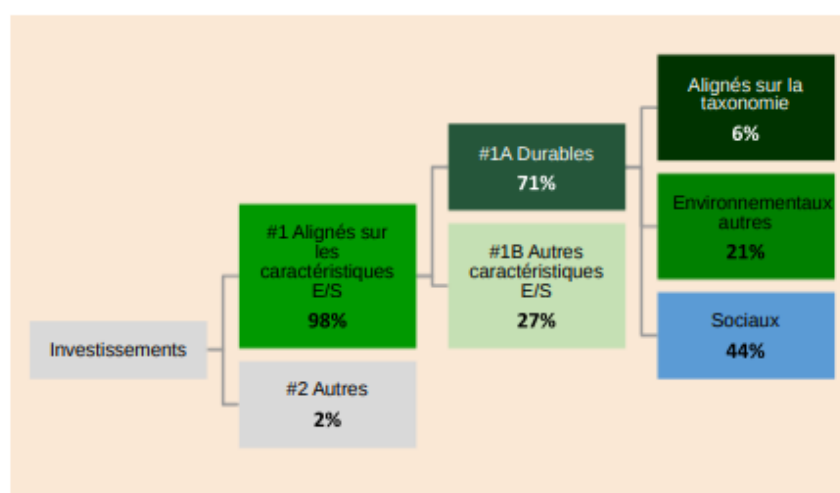 Investissements
#1 Alignés sur
les
caractéristiques
E/S
98%
#2 Autres
2%
#1A Durables
71%
#1B Autres
caractéristiques
E/S
27%
Alignés sur la
taxonomie
6%
Environnementaux
autres
21%
Sociaux
44%